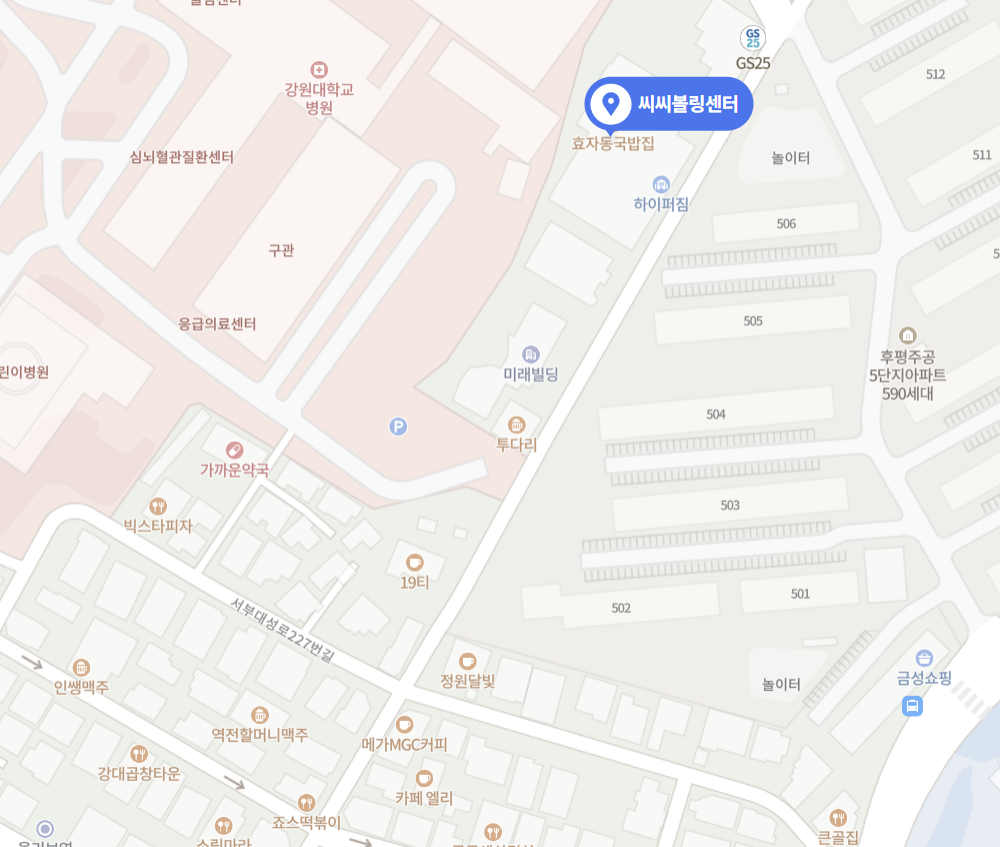 GS
25
GS25
512
씨씨볼링센터
강원대학교
병원
효자동국밥집
심뇌혈관질환센터
놀이터
511
하이퍼짐
506
구관
505
응급의료센터
후평주공
5단지아파트
590세대
린이병원
미래빌딩
504
P
투다리
가까운약국
503
빅스타피자
19티
501
502
서부대성로227번길
금성쇼핑
정원달빛
놀이터
인쌩맥주
역전할머니맥주
메가MGC커피
강대곱창타운
카페 엘리
죠스떡볶이
큰골집